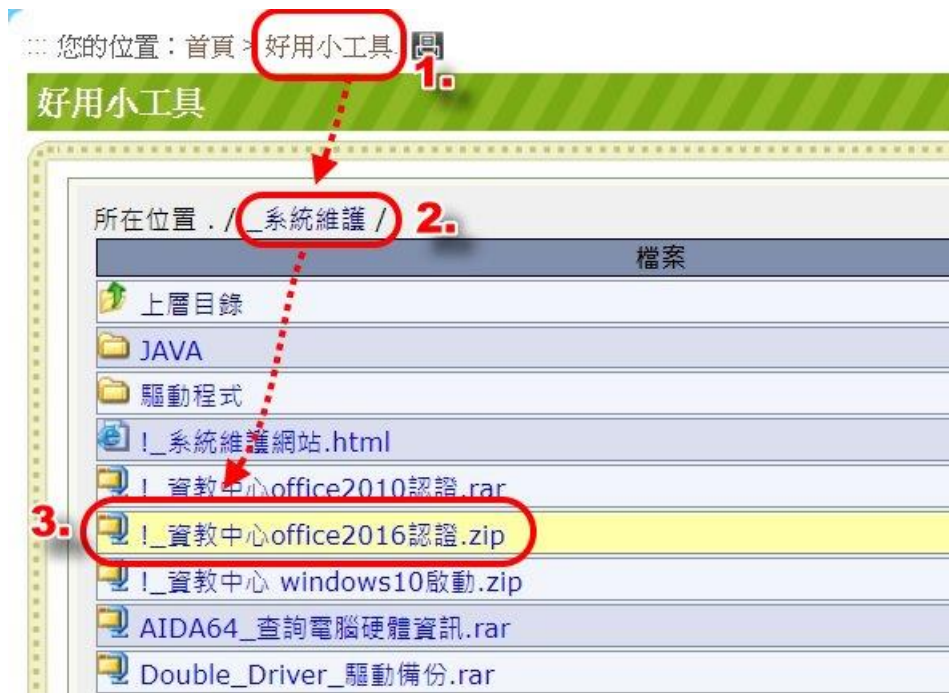 ::: 您的位置：首頁 > 好用小工具
1.
好用小工具
所在位置 . / _系統維護 / 2.
檔案
上層目錄
JAVA
驅動程式
!_系統維護網站.html
!_資教中心office2010認證.rar
3. !_資教中心office2016認證.zip
!_資教中心 windows10啟動.zip
AIDA64_查詢電腦硬體資訊.rar
Double_Driver_驅動備份.rar